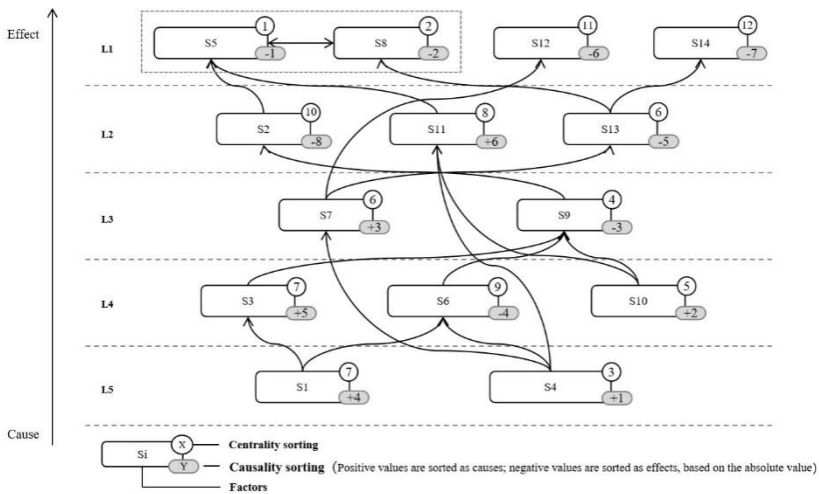 Effect
L1
S5
1
-1
S8
2
-2
S12
11
-6
S14
12
-7
L2
S2
10
-8
S11
8
+6
S13
6
-5
L3
S7
6
+3
S9
4
-3
L4
S3
7
+5
S6
9
-4
S10
5
+2
L5
S1
7
+4
S4
3
+1
Cause
Si
X
Y
Centrality sorting
Causality sorting (Positive values are sorted as causes; negative values are sorted as effects, based on the absolute value)
Factors